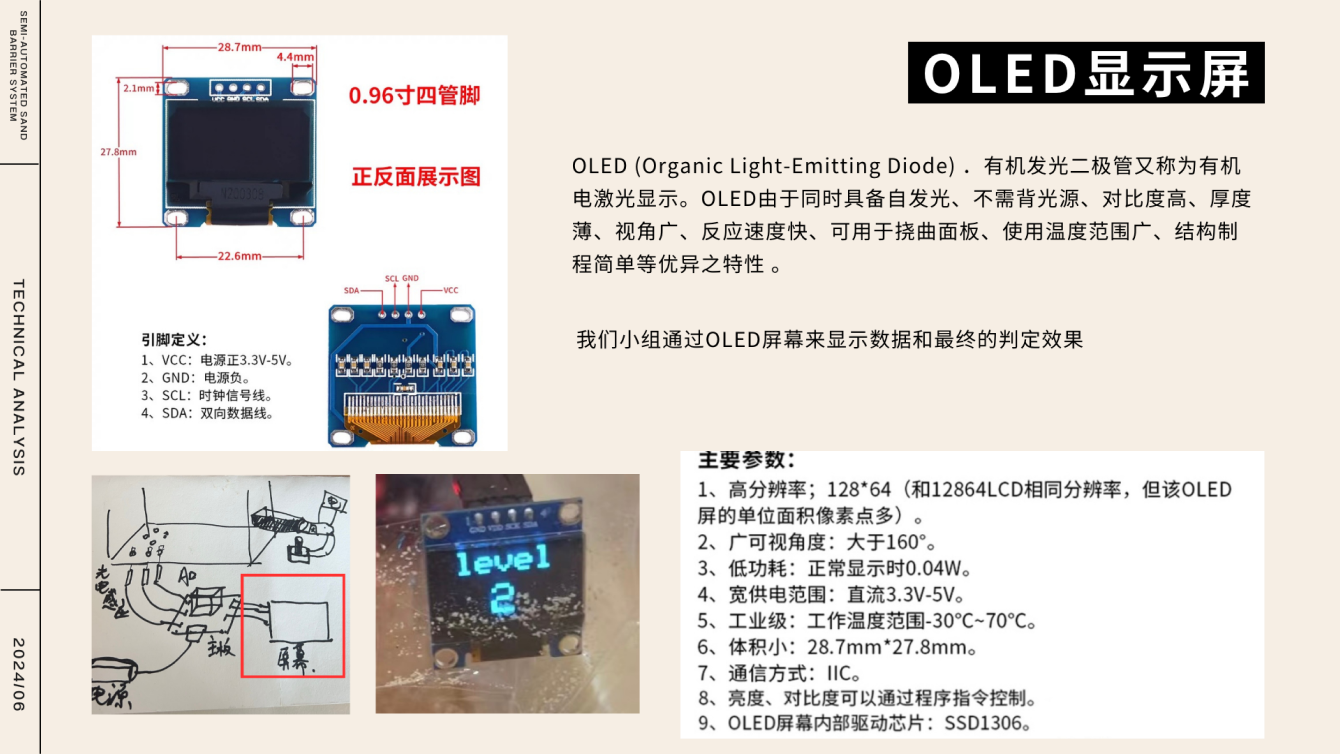 SEMI-AUTOMATED SAND
BARRIER SYSTEM
TECHNICAL ANALYSIS
2024/06
28.7mm
4.4mm
2.1mm
VCC GND SCL SDA
27.8mm
22.6mm
0.96寸四管脚
正反面展示图
SCL GND
SDA
VCC
引脚定义：
1、VCC：电源正3.3V-5V。
2、GND：电源负。
3、SCL：时钟信号线。
4、SDA：双向数据线。
OLED显示屏
OLED (Organic Light-Emitting Diode) ．有机发光二极管又称为有机
电激光显示。OLED由于同时具备自发光、不需背光源、对比度高、厚度
薄、视角广、反应速度快、可用于挠曲面板、使用温度范围广、结构制
程简单等优异之特性 。
我们小组通过OLED屏幕来显示数据和最终的判定效果
AD
主板
屏幕
电源
GND VDD SCK SDA
level
2
主要参数：
1、高分辨率；128*64（和12864LCD相同分辨率，但该OLED
屏的单位面积像素点多）。
2、广可视角度：大于160°。
3、低功耗：正常显示时0.04W。
4、宽供电范围：直流3.3V-5V。
5、工业级：工作温度范围-30℃~70℃。
6、体积小：28.7mm*27.8mm。
7、通信方式：IIC。
8、亮度、对比度可以通过程序指令控制。
9、OLED屏幕内部驱动芯片：SSD1306。